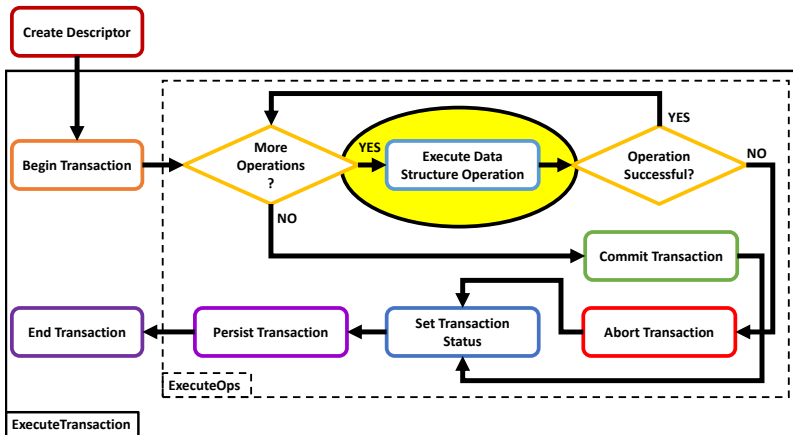 Create Descriptor
YES
More
Operations
?
YES
Execute Data
Structure Operation
Operation
Successful?
NO
Begin Transaction
NO
Commit Transaction
End Transaction
Persist Transaction
Set Transaction
Status
Abort Transaction
ExecuteOps
ExecuteTransaction